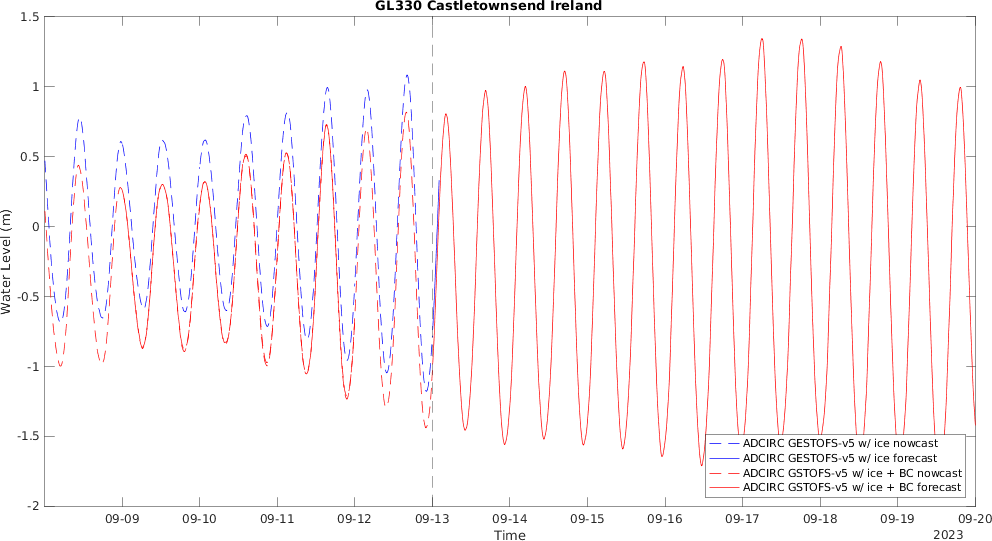 GL330 Castletownsend Ireland
1.5
1
0.5
0
-0.5
-1
-1.5
-2
Water Level (m)
ADCIRC GESTOFS-v5 w/ ice nowcast
ADCIRC GESTOFS-v5 w/ ice forecast
ADCIRC GSTOFS-v5 w/ ice + BC nowcast
ADCIRC GSTOFS-v5 w/ ice + BC forecast
09-09 09-10 09-11 09-12 09-13 09-14 09-15 09-16 09-17 09-18 09-19 09-20
Time
2023